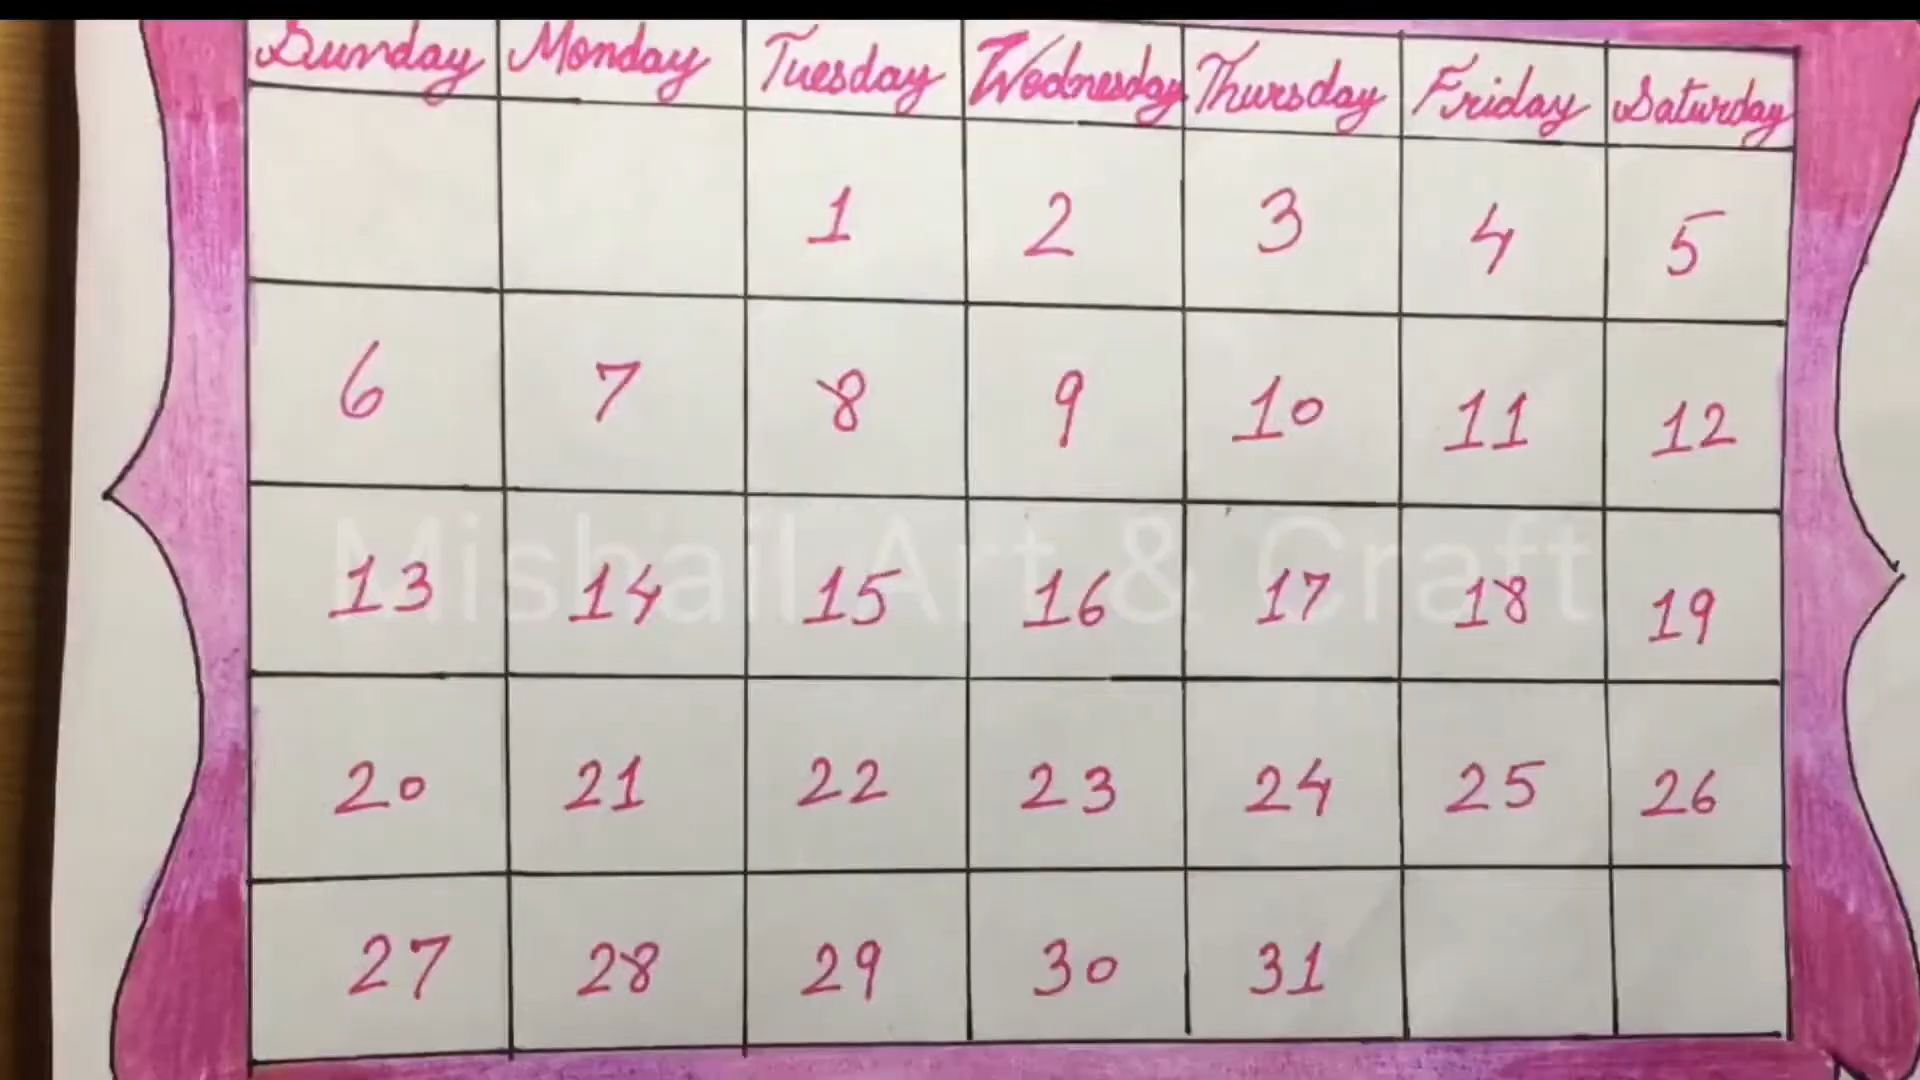 Sunday Monday Tuesday Wednesday Thursday Friday Saturday
1 2 3 4 5
6 7 8 9 10 11 12
Mishail Art & Craft
13 14 15 16 17 18 19
20 21 22 23 24 25 26
27 28 29 30 31